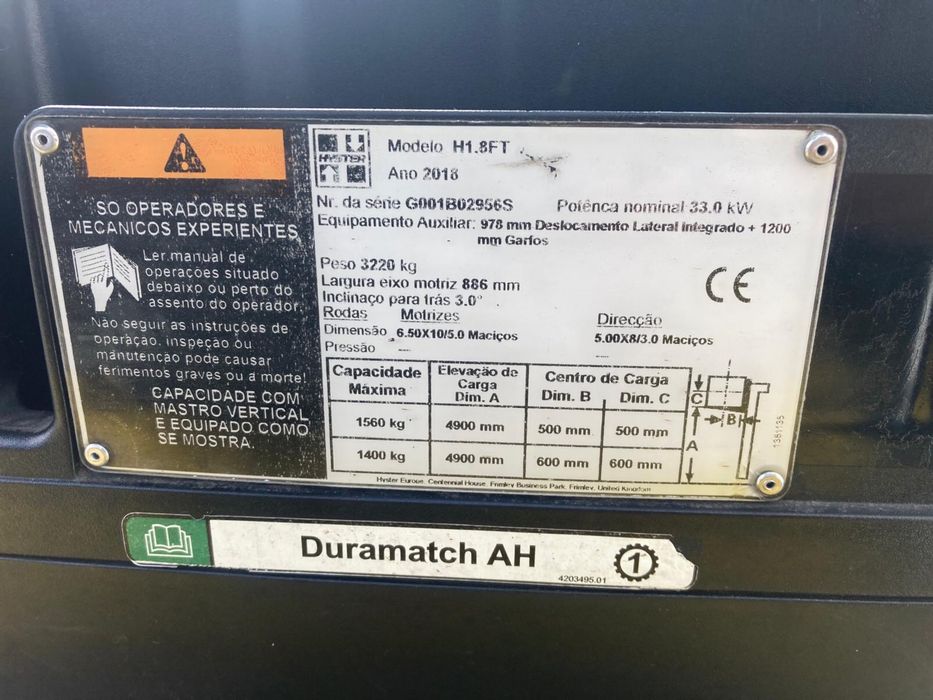 SO OPERADORES E
MECANICOS EXPERIENTES
Ler manual de
operações situado
debaixo ou perto do
assento do operador
Não seguir as instruções de
operação, inspeção ou
manutenção pode causar
ferimentos graves ou a morte!
CAPACIDADE COM
MASTRO VERTICAL
E EQUIPADO COMO
SE MOSTRA.
HYSTER
Modelo H1.8FT
Ano 2018
Nr. da série G001B02956S Potênca nominal 33.0 kW
Equipamento Auxiliar: 978 mm Deslocamento Lateral Integrado + 1200
mm Garfos
Peso 3220 kg
Largura eixo motriz 886 mm
Inclinaço para trás 3.0°
CE
Rodas Motrizes Direcção
Dimensão 6.50X10/5.0 Maciços 5.00X8/3.0 Maciços
Pressão --- ---
Capacidade Máxima Elevação de Carga Dim. A Centro de Carga Dim. B Dim. C
1560 kg 4900 mm 500 mm 500 mm
1400 kg 4900 mm 600 mm 600 mm
C
B
A
1381135
Hyster Europe, Centennial House, Frimley Business Park, Frimley, United Kingdom
Duramatch AH 1
4203495.01